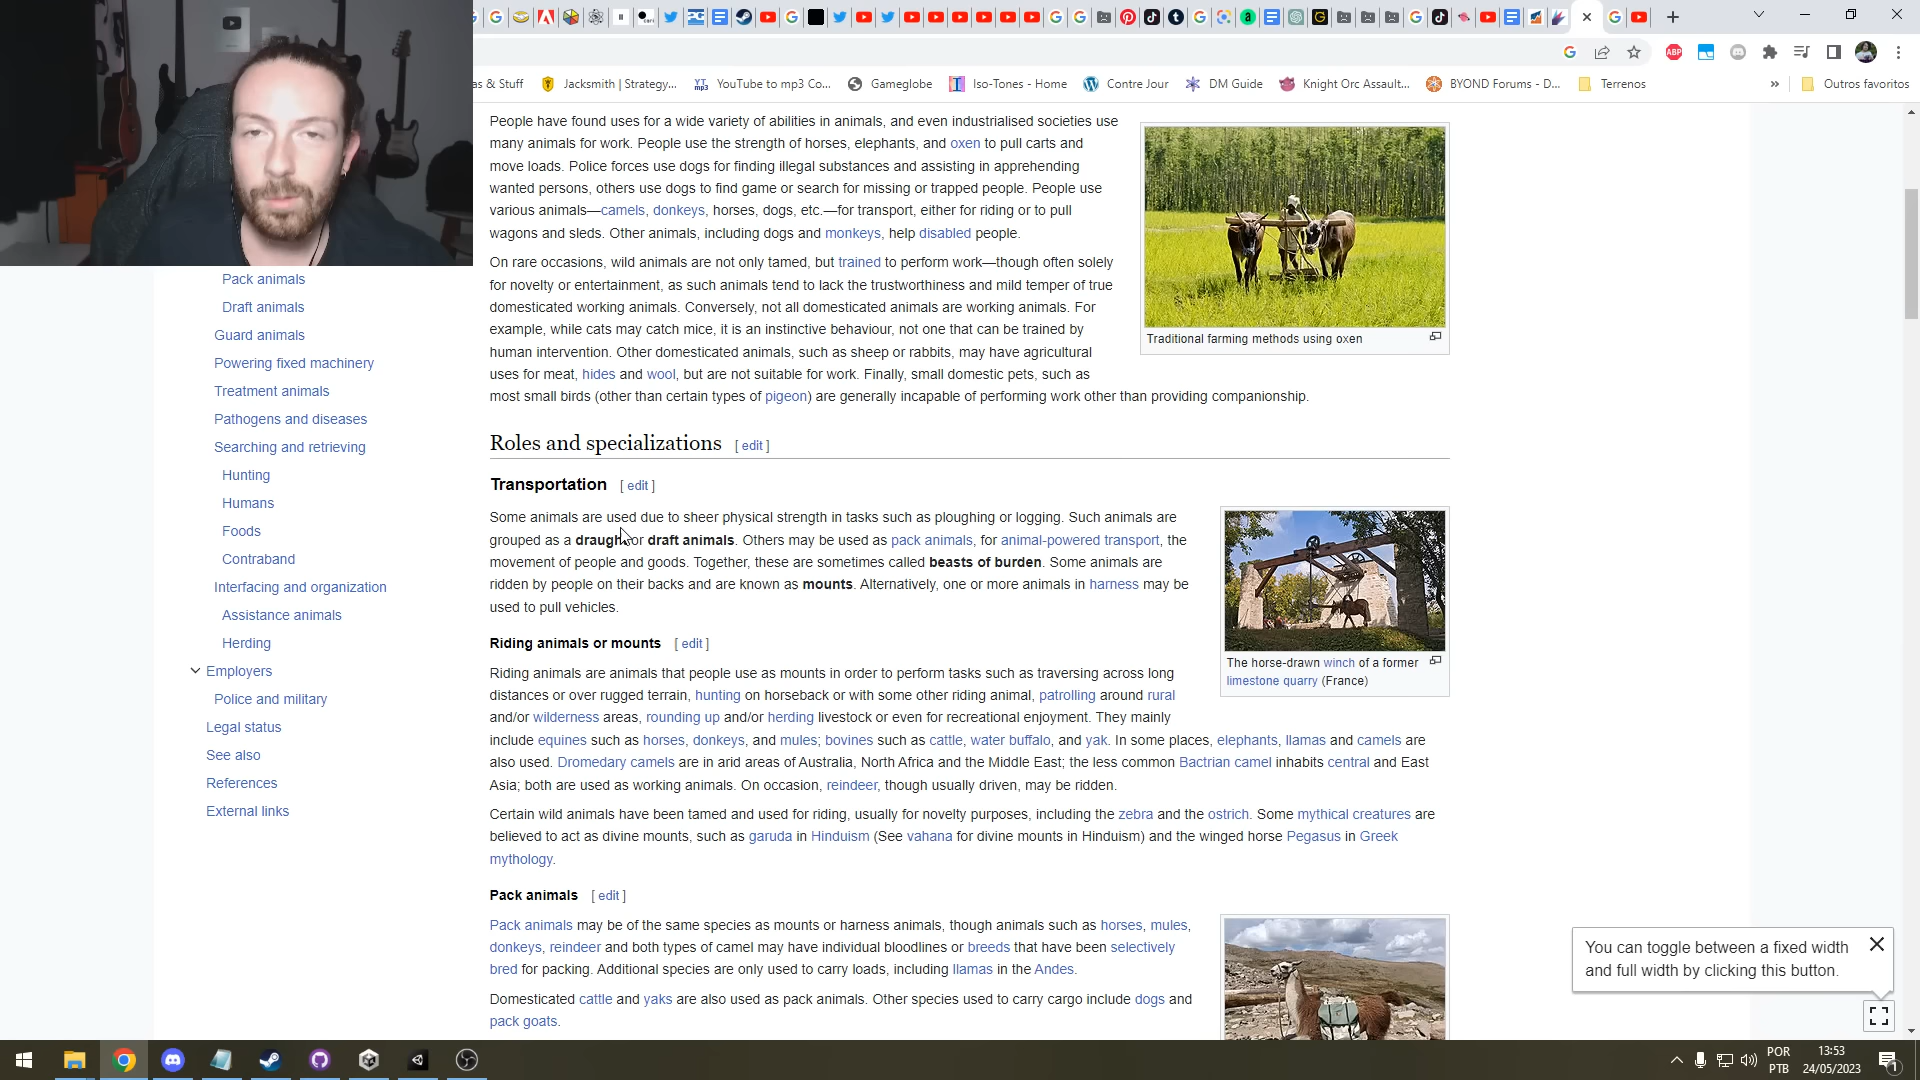 as & Stuff
Jacksmith | Strategy...
YouTube to mp3 Co...
Gameglobe
Iso-Tones - Home
Contre Jour
DM Guide
Knight Orc Assault...
BYOND Forums - D...
Terrenos
»
Outros favoritos
People have found uses for a wide variety of abilities in animals, and even industrialised societies use
many animals for work. People use the strength of horses, elephants, and oxen to pull carts and
move loads. Police forces use dogs for finding illegal substances and assisting in apprehending
wanted persons, others use dogs to find game or search for missing or trapped people. People use
various animals—camels, donkeys, horses, dogs, etc.—for transport, either for riding or to pull
wagons and sleds. Other animals, including dogs and monkeys, help disabled people.
On rare occasions, wild animals are not only tamed, but trained to perform work—though often solely
for novelty or entertainment, as such animals tend to lack the trustworthiness and mild temper of true
domesticated working animals. Conversely, not all domesticated animals are working animals. For
example, while cats may catch mice, it is an instinctive behaviour, not one that can be trained by
human intervention. Other domesticated animals, such as sheep or rabbits, may have agricultural
uses for meat, hides and wool, but are not suitable for work. Finally, small domestic pets, such as
most small birds (other than certain types of pigeon) are generally incapable of performing work other than providing companionship.
Traditional farming methods using oxen
Pack animals
Draft animals
Guard animals
Powering fixed machinery
Treatment animals
Pathogens and diseases
Searching and retrieving
Hunting
Humans
Foods
Contraband
Interfacing and organization
Assistance animals
Herding
Employers
Police and military
Legal status
See also
References
External links
Roles and specializations [ edit ]
Transportation [ edit ]
Some animals are used due to sheer physical strength in tasks such as ploughing or logging. Such animals are
grouped as a draught or draft animals. Others may be used as pack animals, for animal-powered transport, the
movement of people and goods. Together, these are sometimes called beasts of burden. Some animals are
ridden by people on their backs and are known as mounts. Alternatively, one or more animals in harness may be
used to pull vehicles.
The horse-drawn winch of a former
limestone quarry (France)
Riding animals or mounts [ edit ]
Riding animals are animals that people use as mounts in order to perform tasks such as traversing across long
distances or over rugged terrain, hunting on horseback or with some other riding animal, patrolling around rural
and/or wilderness areas, rounding up and/or herding livestock or even for recreational enjoyment. They mainly
include equines such as horses, donkeys, and mules; bovines such as cattle, water buffalo, and yak. In some places, elephants, llamas and camels are
also used. Dromedary camels are in arid areas of Australia, North Africa and the Middle East; the less common Bactrian camel inhabits central and East
Asia; both are used as working animals. On occasion, reindeer, though usually driven, may be ridden.
Certain wild animals have been tamed and used for riding, usually for novelty purposes, including the zebra and the ostrich. Some mythical creatures are
believed to act as divine mounts, such as garuda in Hinduism (See vahana for divine mounts in Hinduism) and the winged horse Pegasus in Greek
mythology.
Pack animals [ edit ]
Pack animals may be of the same species as mounts or harness animals, though animals such as horses, mules,
donkeys, reindeer and both types of camel may have individual bloodlines or breeds that have been selectively
bred for packing. Additional species are only used to carry loads, including llamas in the Andes.
Domesticated cattle and yaks are also used as pack animals. Other species used to carry cargo include dogs and
pack goats.
You can toggle between a fixed width
and full width by clicking this button.
POR
PTB
13:53
24/05/2023
1